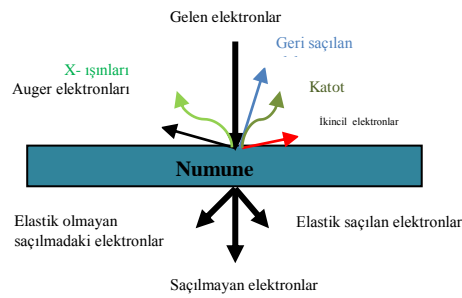 Gelen elektronlar
Geri saçılan
X- ışınları
Auger elektronları
Katot
İkincil elektronlar
Numune
Elastik olmayan
saçılmadaki elektronlar
Elastik saçılan elektronlar
Saçılmayan elektronlar